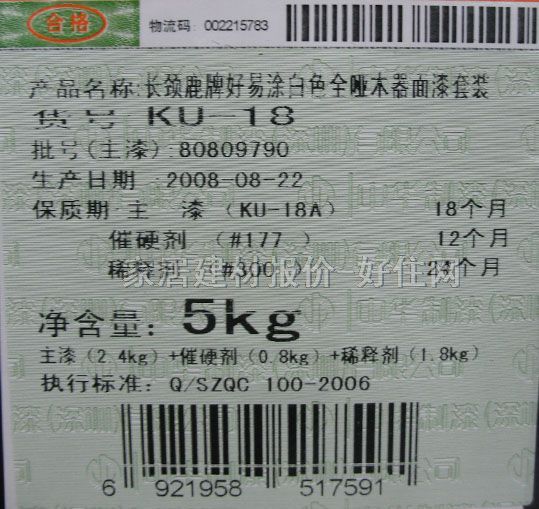 合格 物流码: 002215783
产品名称:长颈鹿牌好易涂白色全哑木器面漆套装
货号 KU-18
批号(主漆):80809790
生产日期 :2008-08-22
保质期:主 漆(KU-18A) 18个月
催硬剂 (#177 ) 12个月
稀释剂 (#300 ) 24个月
家居建材报价 好住网
净含量: 5kg
主漆(2.4kg)+催硬剂(0.8kg)+稀释剂(1.8kg)
执行标准: Q/SZQC 100-2006
6 921958 517591